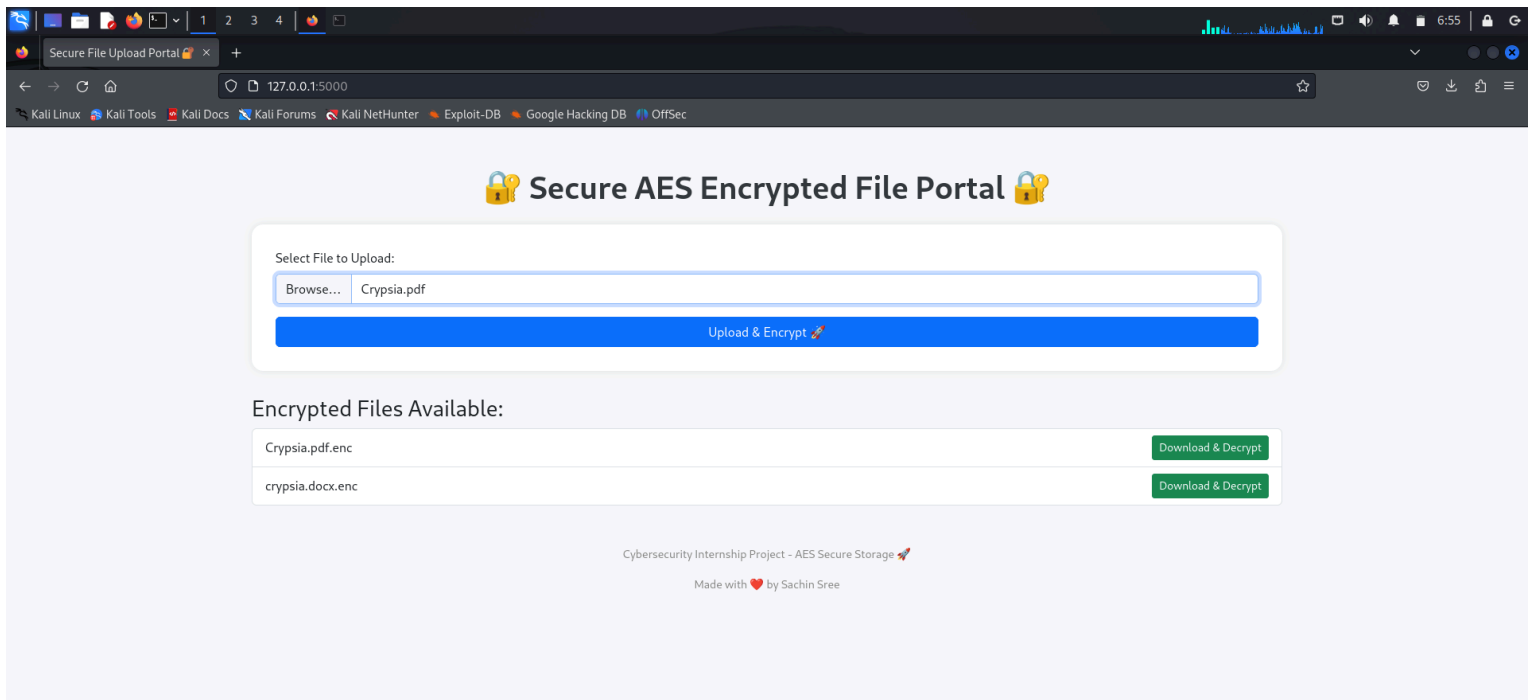 1 2 3 4 6:55
Secure File Upload Portal🔐
127.0.0.1:5000
Kali Linux Kali Tools Kali Docs Kali Forums Kali NetHunter Exploit-DB Google Hacking DB OffSec
🔐 Secure AES Encrypted File Portal 🔐
Select File to Upload:
Browse... Crypsia.pdf
Upload & Encrypt 🚀
Encrypted Files Available:
Crypsia.pdf.enc Download & Decrypt
crypsia.docx.enc Download & Decrypt
Cybersecurity Internship Project - AES Secure Storage 🚀
Made with ❤️ by Sachin Sree